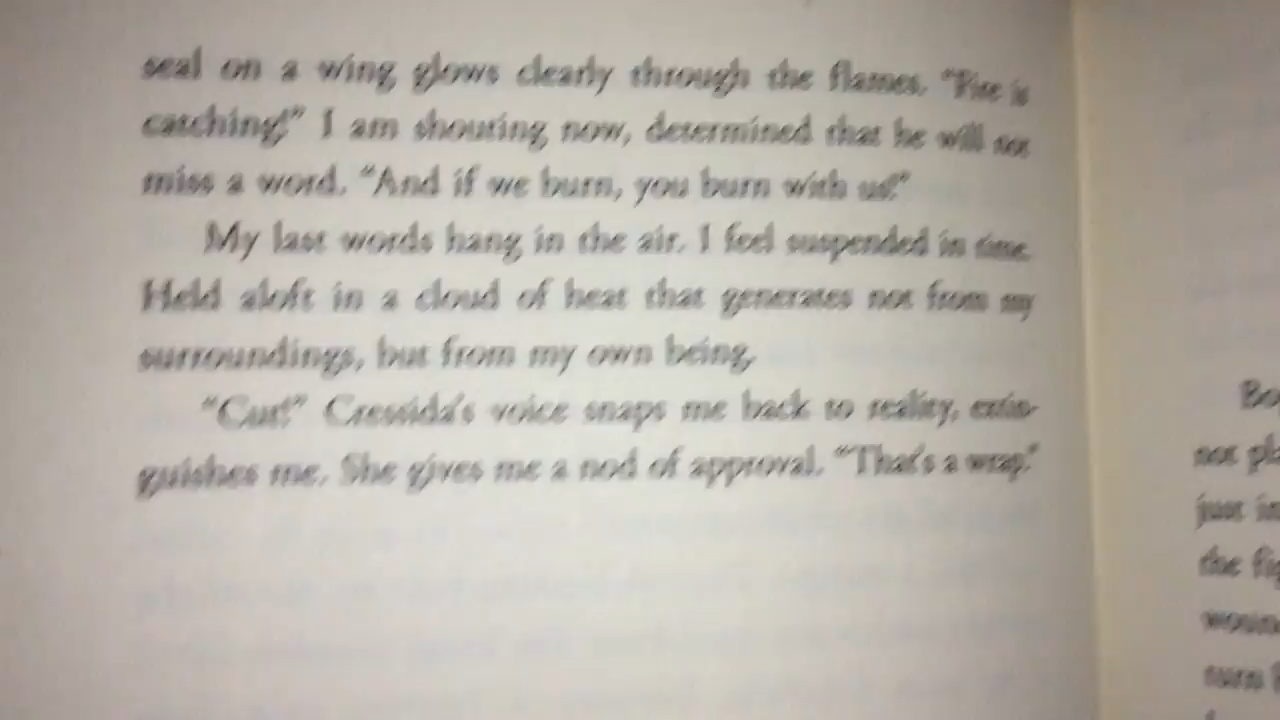 seal on a wing glows clearly through the flames. "Fire is
catching!" I am shouting now, determined that he will not
miss a word. "And if we burn, you burn with us!"
My last words hang in the air. I feel suspended in time.
Held aloft in a cloud of heat that generates not from my
surroundings, but from my own being.
"Cut!" Cressida's voice snaps me back to reality, extin-
guishes me. She gives me a nod of approval. "That's a wrap."
not
just
the
turn